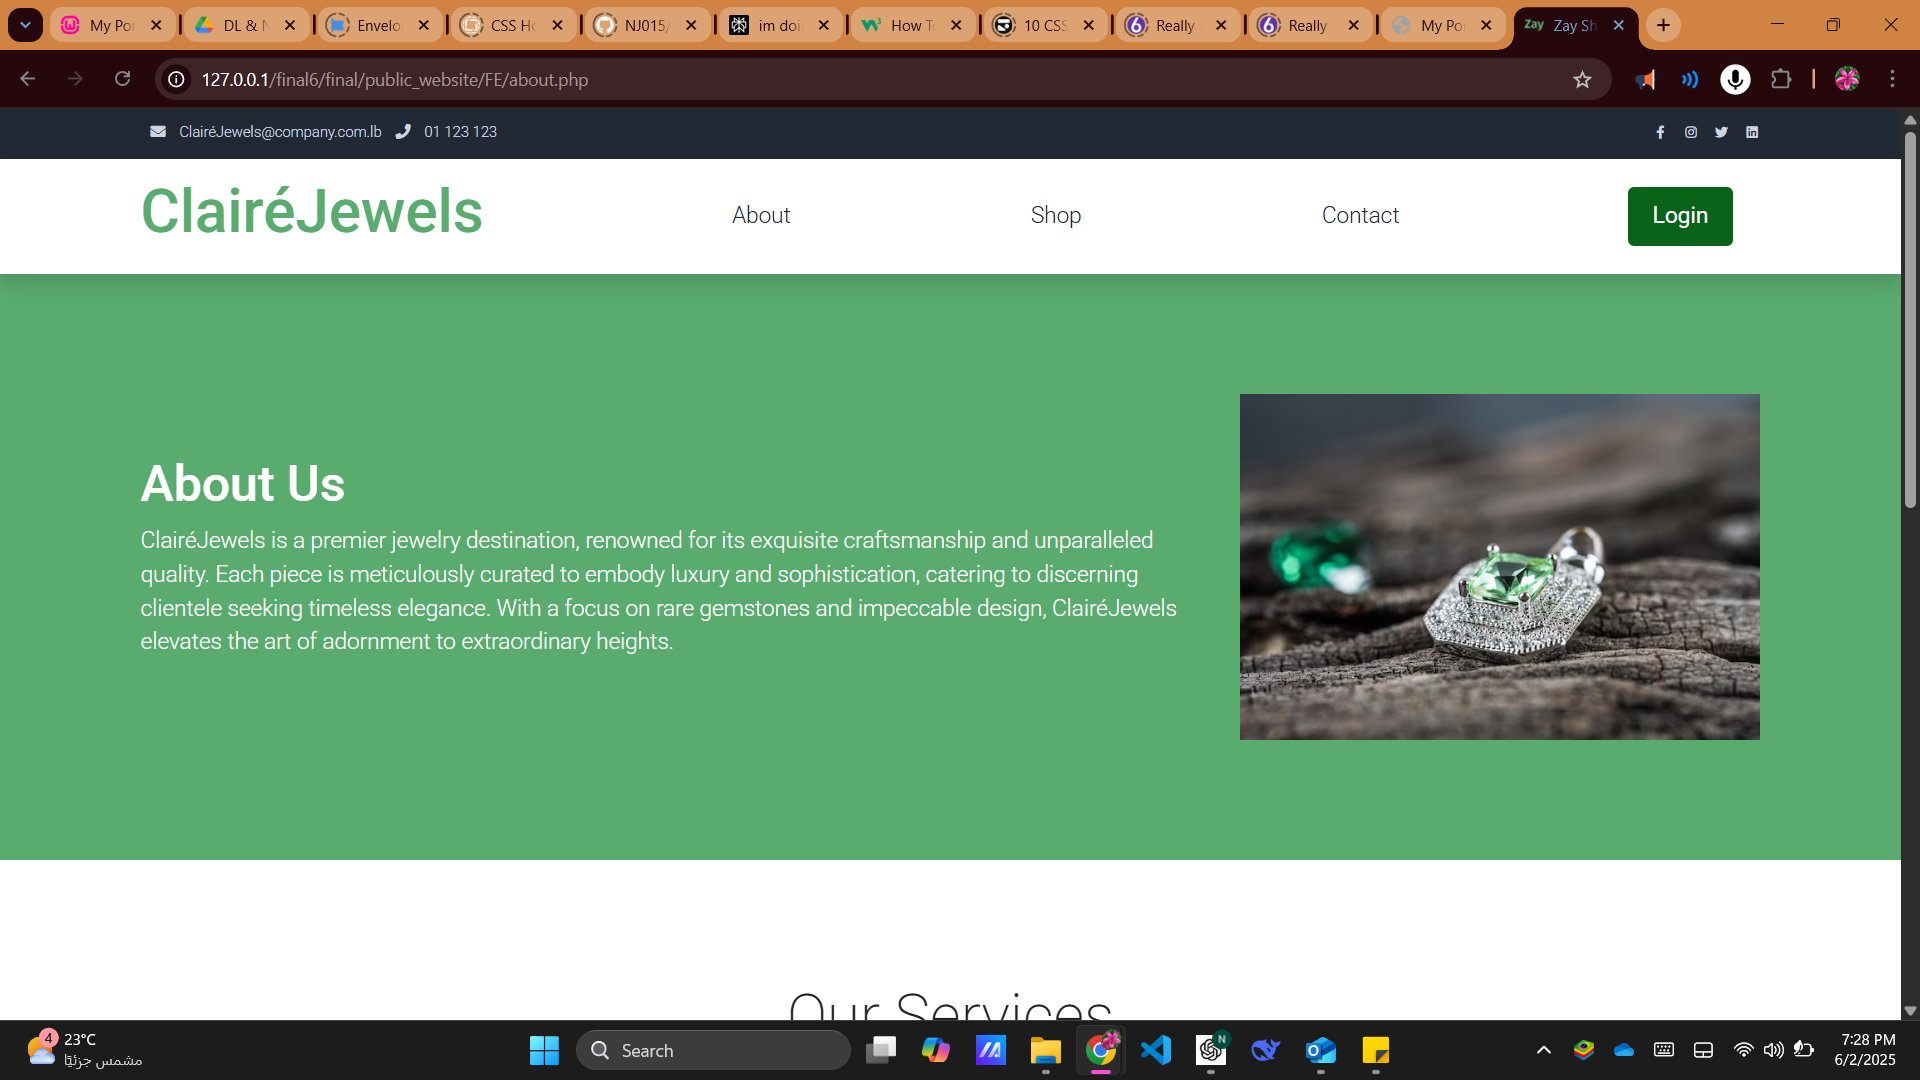 My Por
DL & N
Envelo
CSS Ho
NJ015/
im doi
How To
10 CSS
Really
Really
My Por
Zay Sh
127.0.0.1/final6/final/public_website/FE/about.php
ClairéJewels@company.com.lb
01 123 123
ClairéJewels
About
Shop
Contact
Login
About Us
ClairéJewels is a premier jewelry destination, renowned for its exquisite craftsmanship and unparalleled
quality. Each piece is meticulously curated to embody luxury and sophistication, catering to discerning
clientele seeking timeless elegance. With a focus on rare gemstones and impeccable design, ClairéJewels
elevates the art of adornment to extraordinary heights.
Our Services
4
23°C
مشمس جزئيًا
Search
7:28 PM
6/2/2025